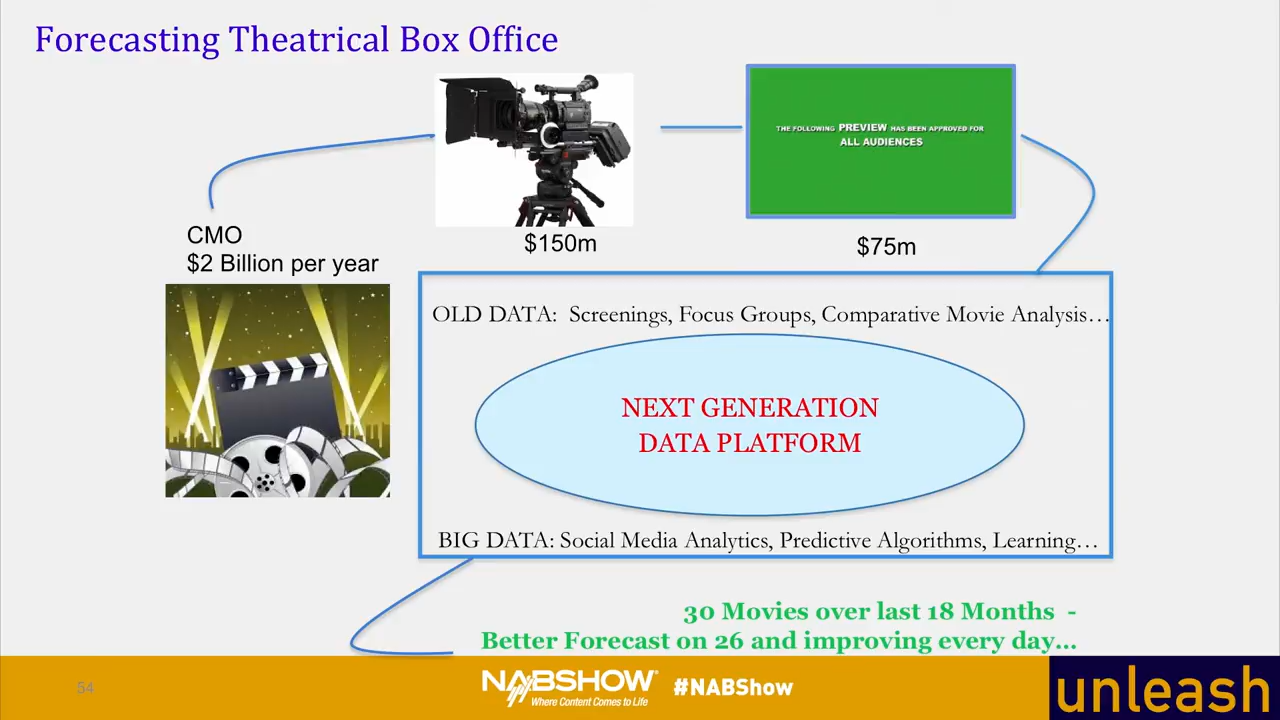 Forecasting Theatrical Box Office
THE FOLLOWING PREVIEW HAS BEEN APPROVED FOR
ALL AUDIENCES
CMO
$2 Billion per year
$150m
$75m
OLD DATA: Screenings, Focus Groups, Comparative Movie Analysis…
NEXT GENERATION
DATA PLATFORM
BIG DATA: Social Media Analytics, Predictive Algorithms, Learning…
30 Movies over last 18 Months -
Better Forecast on 26 and improving every day…
54
NABSHOW®
Where Content Comes to Life
#NABShow
unleash